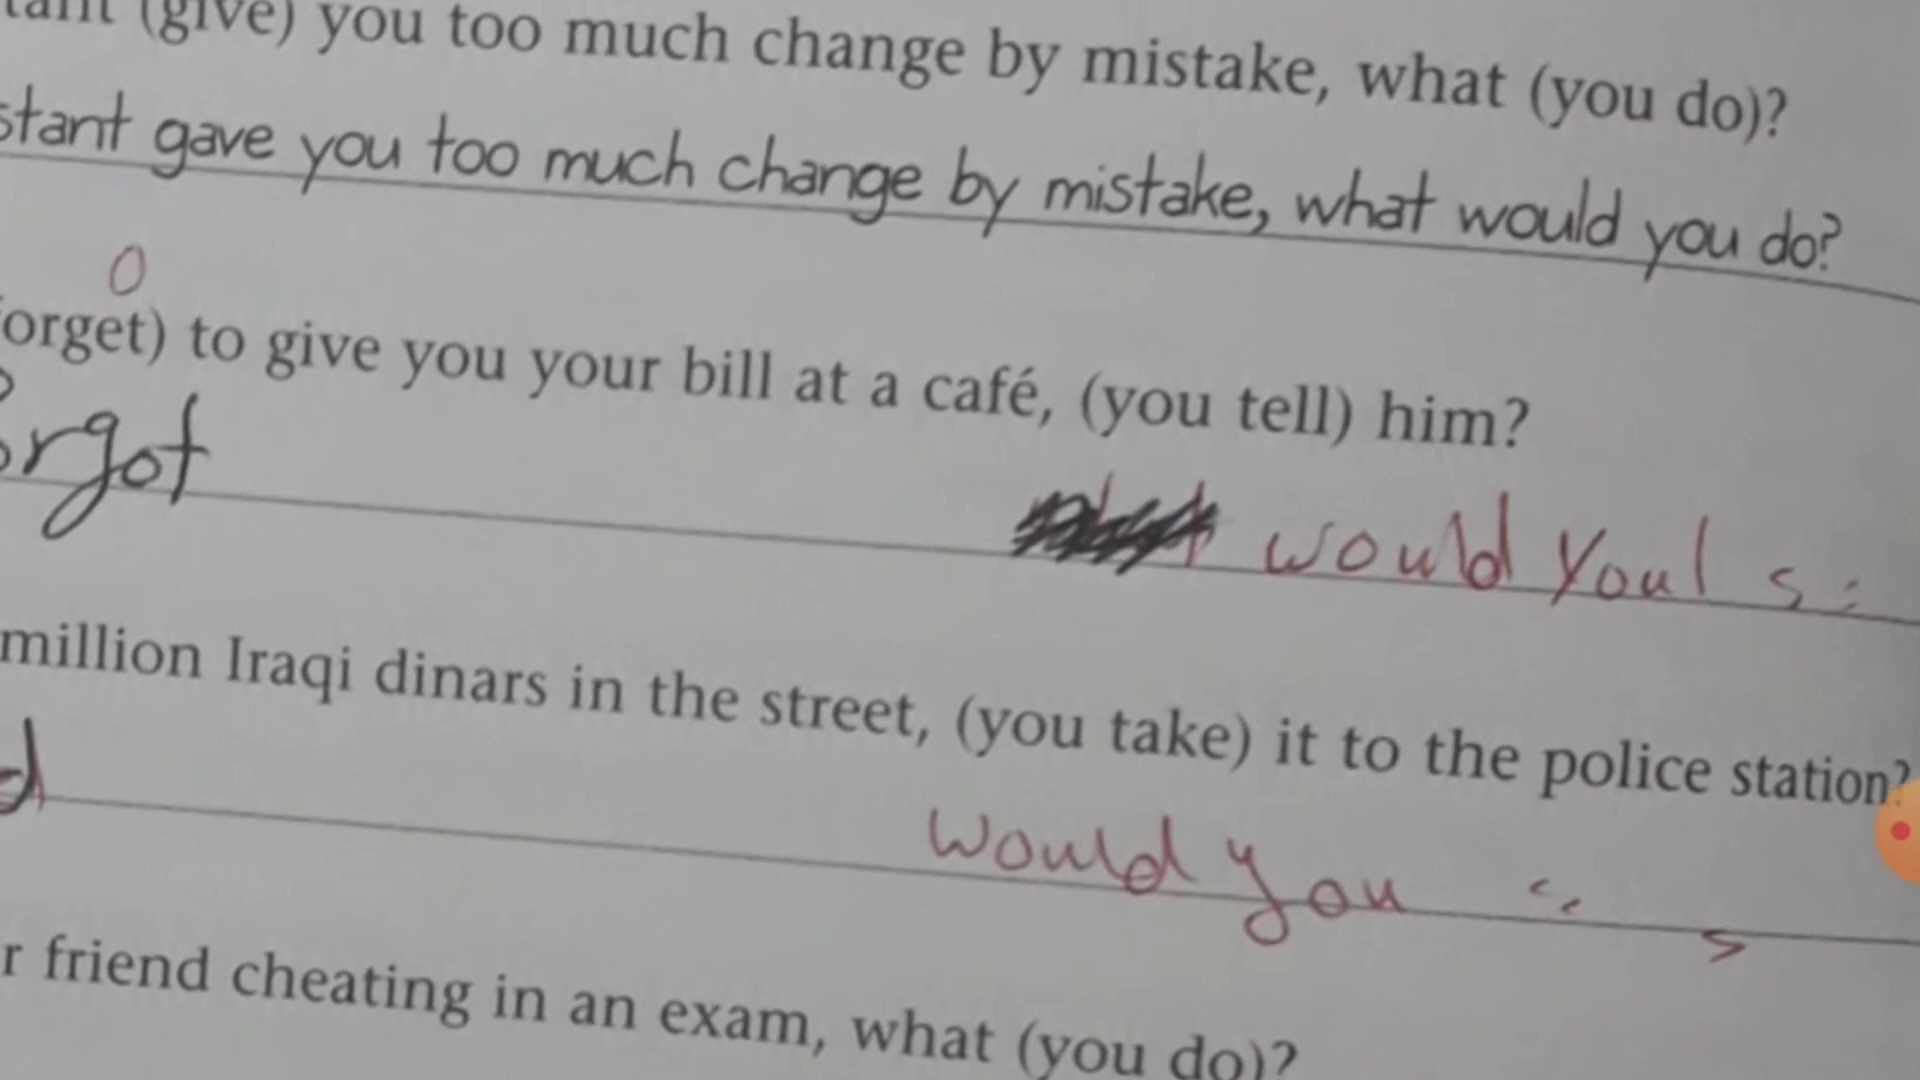 (give) you too much change by mistake, what (you do)?
stant gave you too much change by mistake, what would you do?
o
orget) to give you your bill at a café, (you tell) him?
orgot would you
million Iraqi dinars in the street, (you take) it to the police station?
d would you
r friend cheating in an exam, what (you do)?